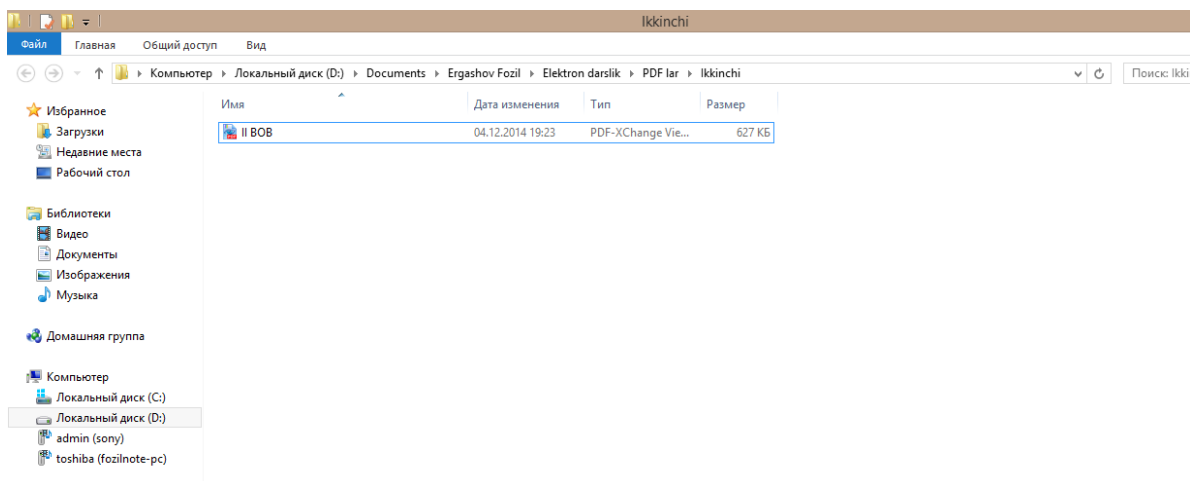 Ikkinchi
Файл Главная Общий доступ Вид
Компьютер Локальный диск (D:) Documents Ergashov Fozil Elektron darslik PDF lar Ikkinchi Поиск: Ikki
Имя Дата изменения Тип Размер
II BOB 04.12.2014 19:23 PDF-XChange Vie... 627 КБ
Избранное
Загрузки
Недавние места
Рабочий стол
Библиотеки
Видео
Документы
Изображения
Музыка
Домашняя группа
Компьютер
Локальный диск (C:)
Локальный диск (D:)
admin (sony)
toshiba (fozilnote-pc)